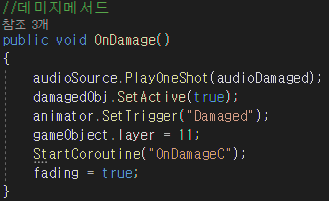 //데미지메서드
참조 3개
public void OnDamage()
{
audioSource.PlayOneShot(audioDamaged);
damagedObj.SetActive(true);
animator.SetTrigger("Damaged");
gameObject.layer = 11;
StartCoroutine("OnDamageC");
fading = true;
}